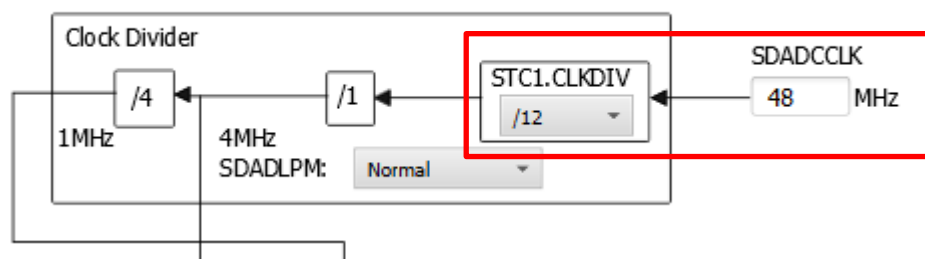 Clock Divider
SDADCCLK
STC1.CLKDIV
/4
/1
/12
48 MHz
1MHz
4MHz
SDADLPM: Normal